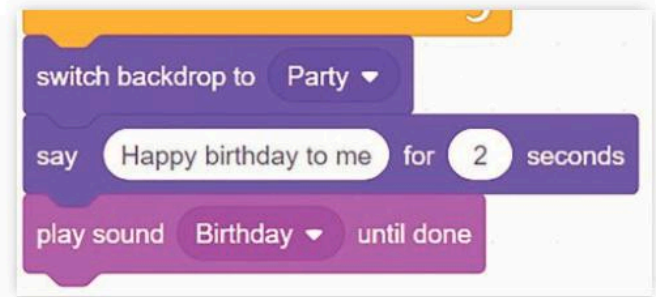 switch backdrop to Party
say Happy birthday to me for 2 seconds
play sound Birthday until done